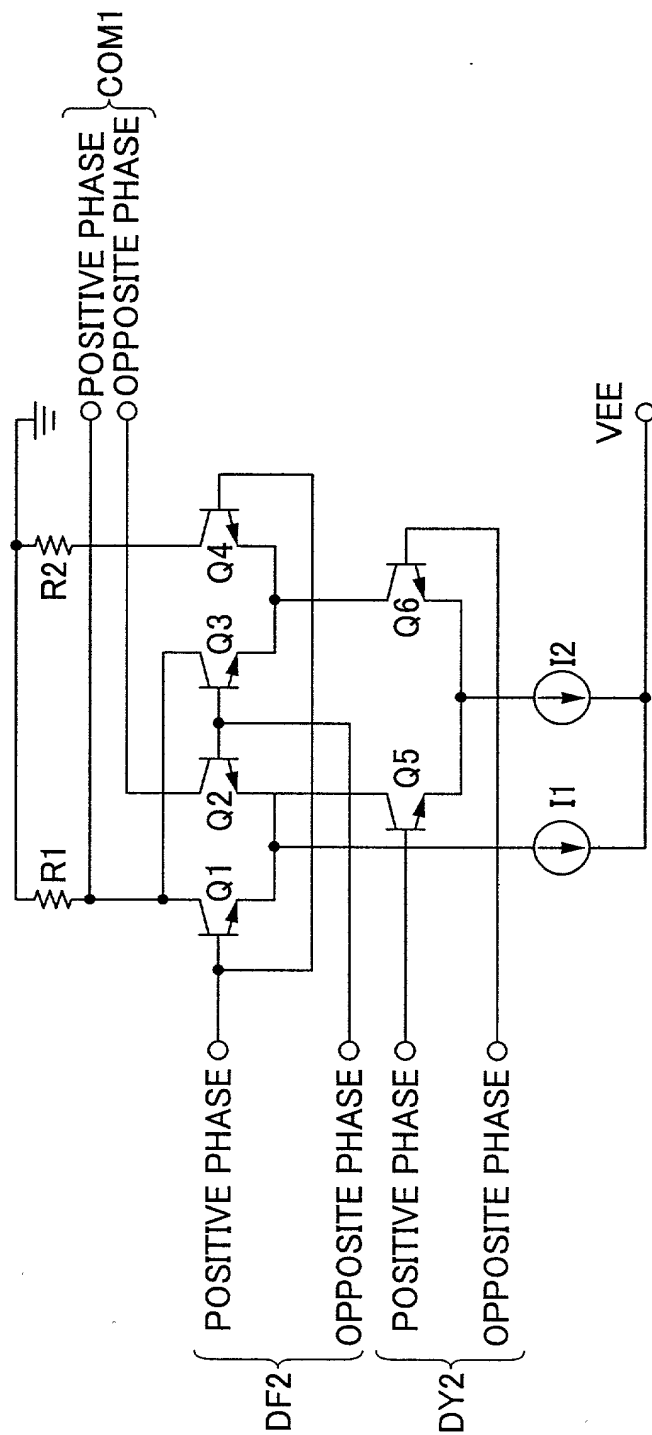 POSITIVE PHASE
OPPOSITE PHASE
COM1
R1
R2
Q1
Q2
Q3
Q4
Q5
Q6
I1
I2
VEE
DF2
POSITIVE PHASE
OPPOSITE PHASE
DY2
POSITIVE PHASE
OPPOSITE PHASE